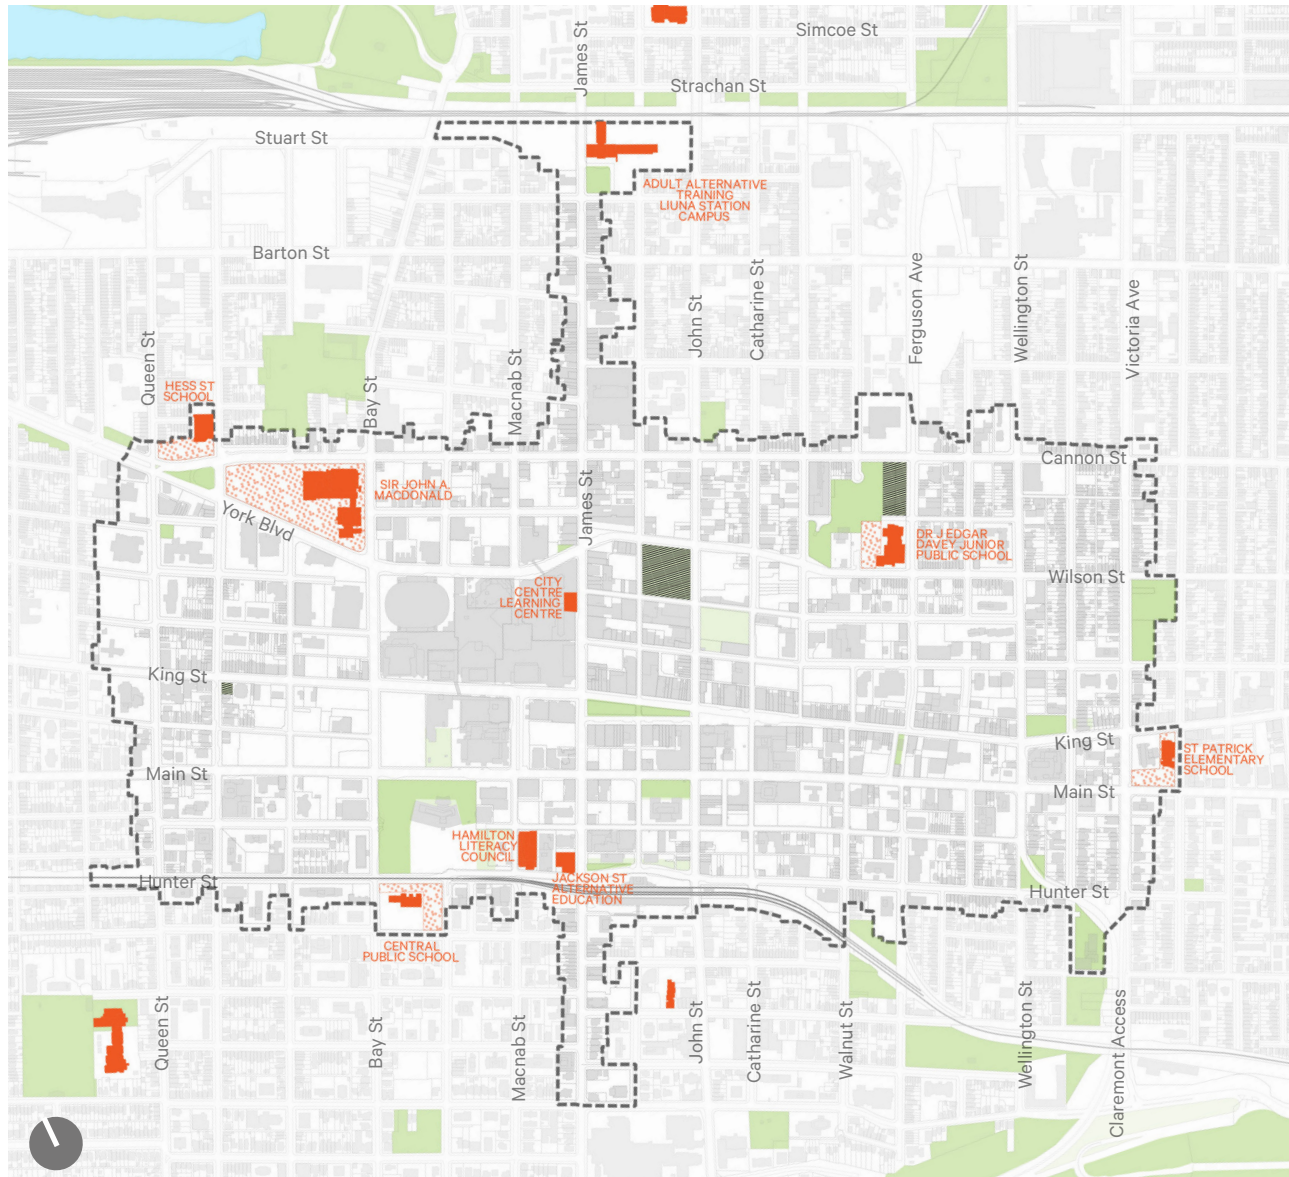 Simcoe St
James St
Strachan St
Stuart St
ADULT ALTERNATIVE
TRAINING
LIUNA STATION
CAMPUS
Barton St
Queen St
Bay St
Macnab St
John St
Catharine St
Ferguson Ave
Wellington St
Victoria Ave
HESS ST
SCHOOL
Cannon St
SIR JOHN A.
MACDONALD
York Blvd
James St
DR J EDGAR
DAVEY JUNIOR
PUBLIC SCHOOL
Wilson St
CITY
CENTRE
LEARNING
CENTRE
King St
King St
ST PATRICK
ELEMENTARY
SCHOOL
Main St
Main St
HAMILTON
LITERACY
COUNCIL
JACKSON ST
ALTERNATIVE
EDUCATION
Hunter St
Hunter St
CENTRAL
PUBLIC SCHOOL
Queen St
Bay St
Macnab St
John St
Catharine St
Walnut St
Wellington St
Claremont Access